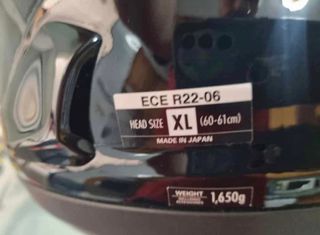 ECE R22-06
HEAD SIZE XL (60-61cm)
MADE IN JAPAN
WEIGHT 1,650g